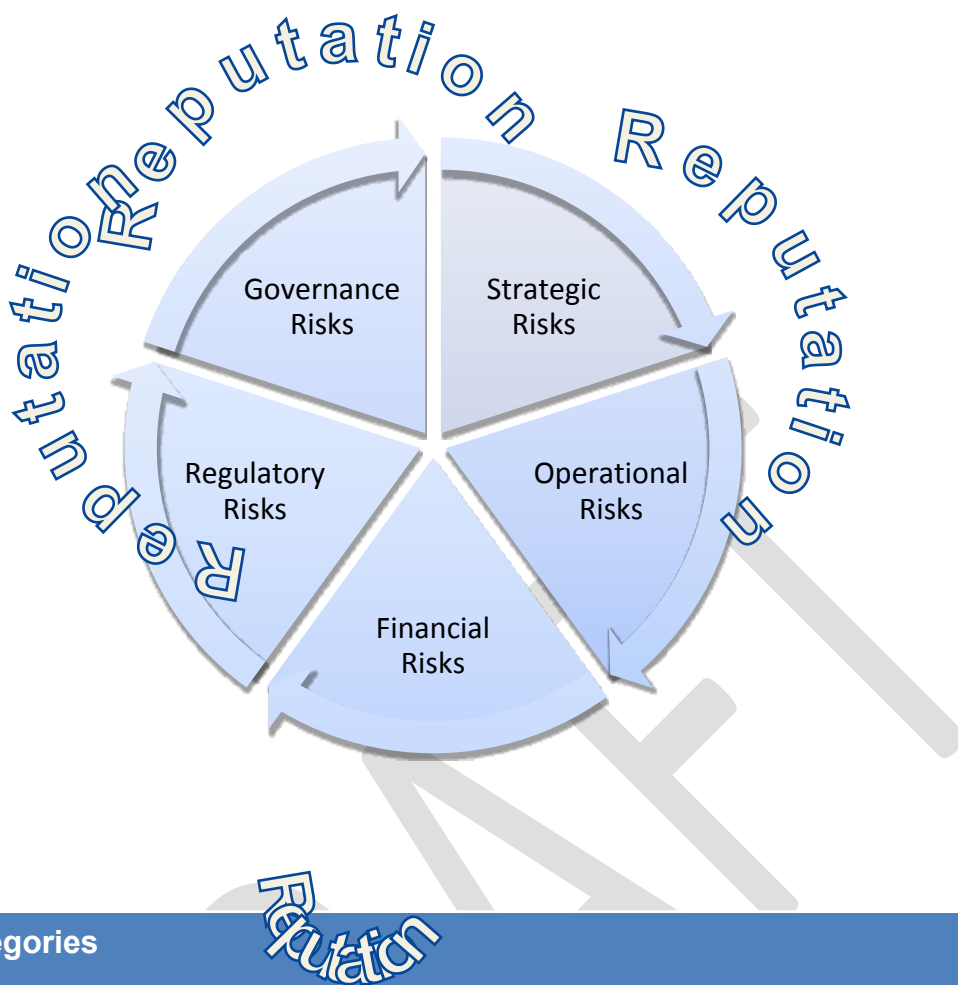 Reputation
Reputation
Reputation
Governance
Risks
Strategic
Risks
Regulatory
Risks
Operational
Risks
Financial
Risks
Reputation
egories